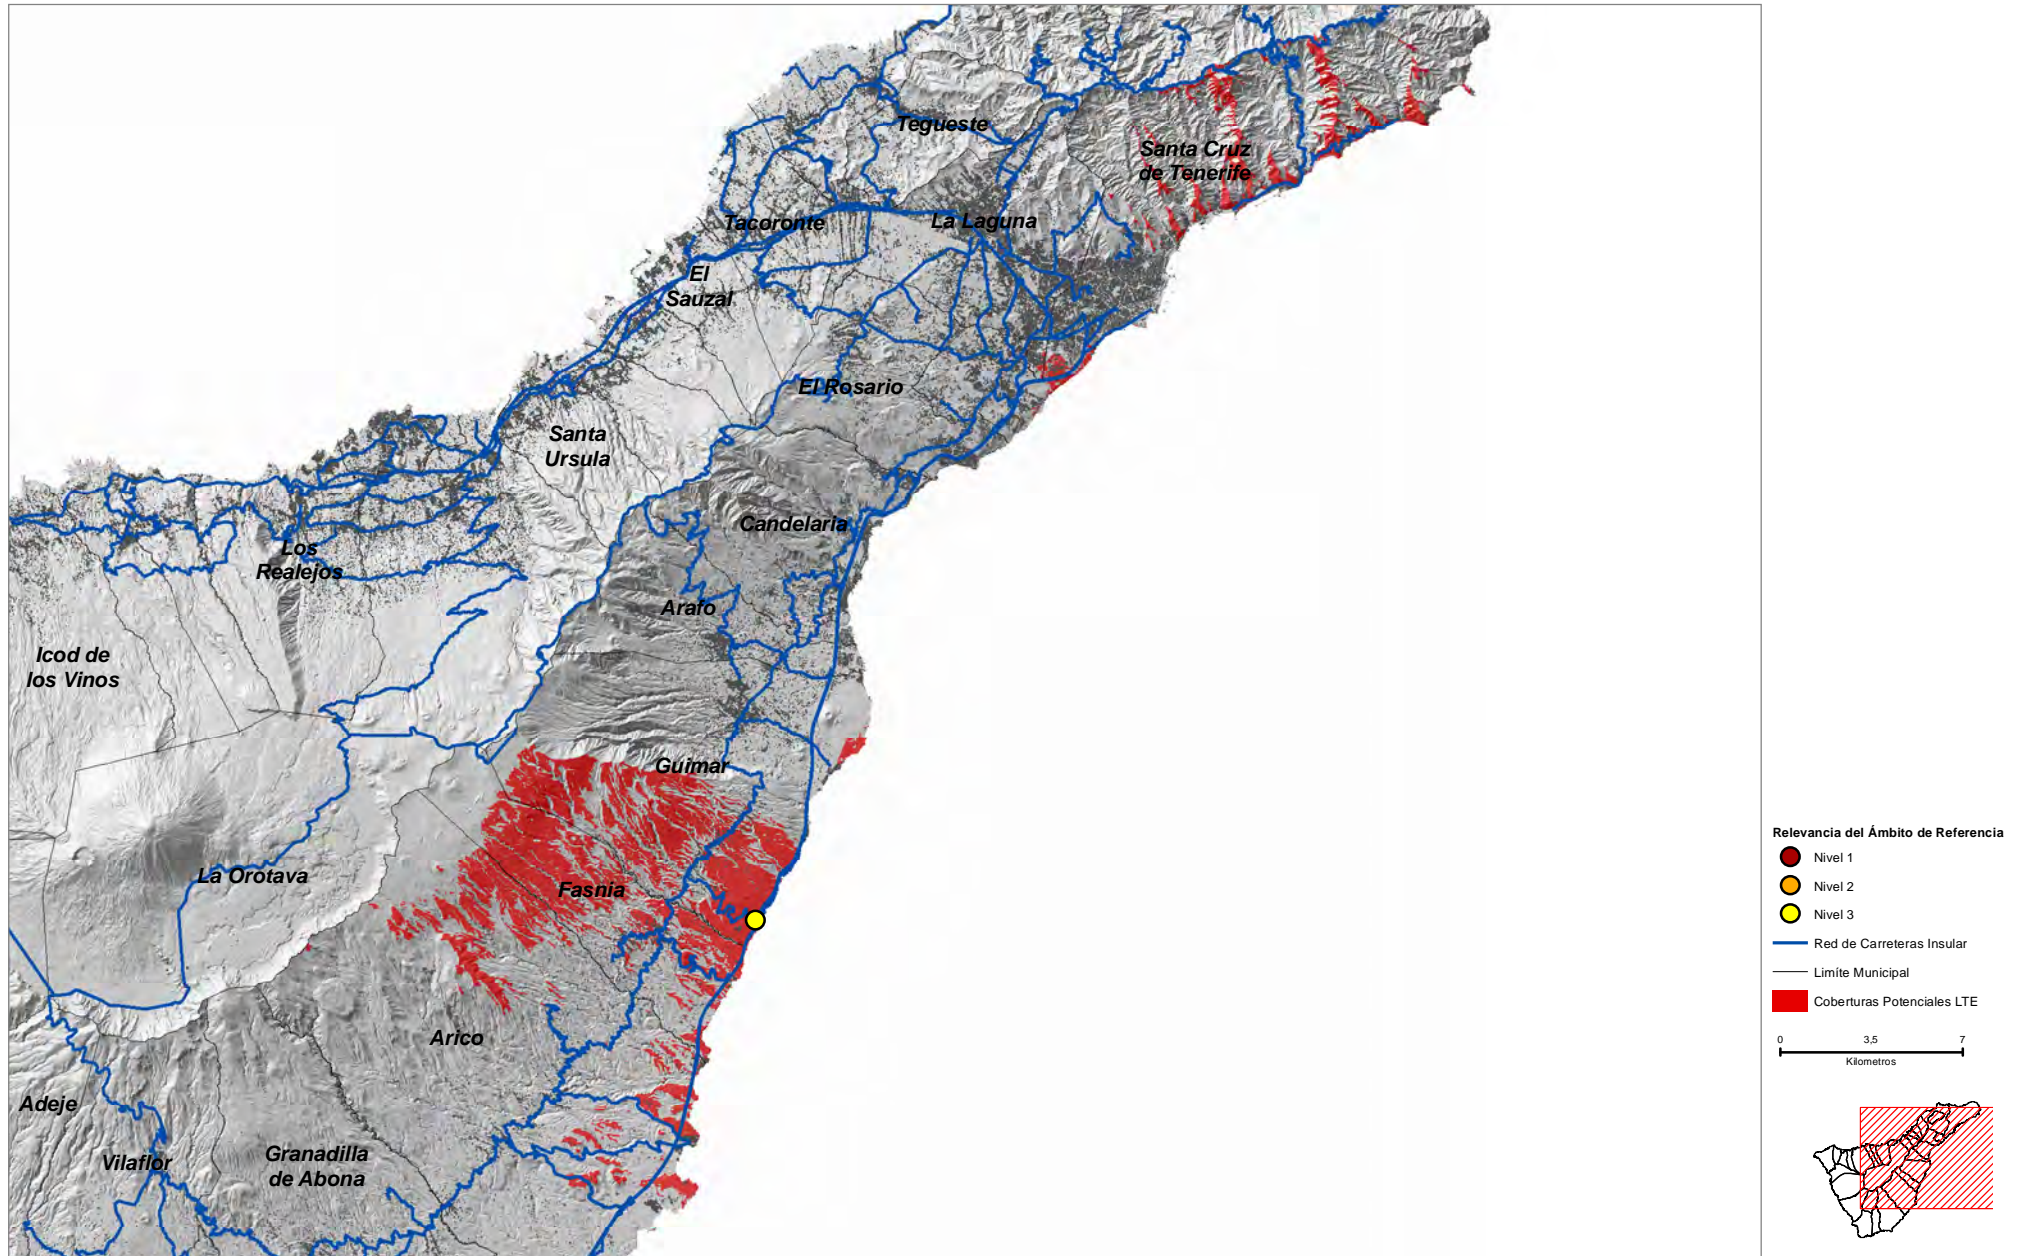 Tegueste
Santa Cruz
de Tenerife
Tacoronte
La Laguna
El
Sauzal
El Rosario
Santa
Ursula
Candelaria
Los
Realejos
Arafo
Icod de
los Vinos
Guimar
La Orotava
Fasnia
Arico
Adeje
Vilaflor
Granadilla
de Abona
Relevancia del Ámbito de Referencia
Nivel 1
Nivel 2
Nivel 3
Red de Carreteras Insular
Limíte Municipal
Coberturas Potenciales LTE
0 3,5 7
Kilometros